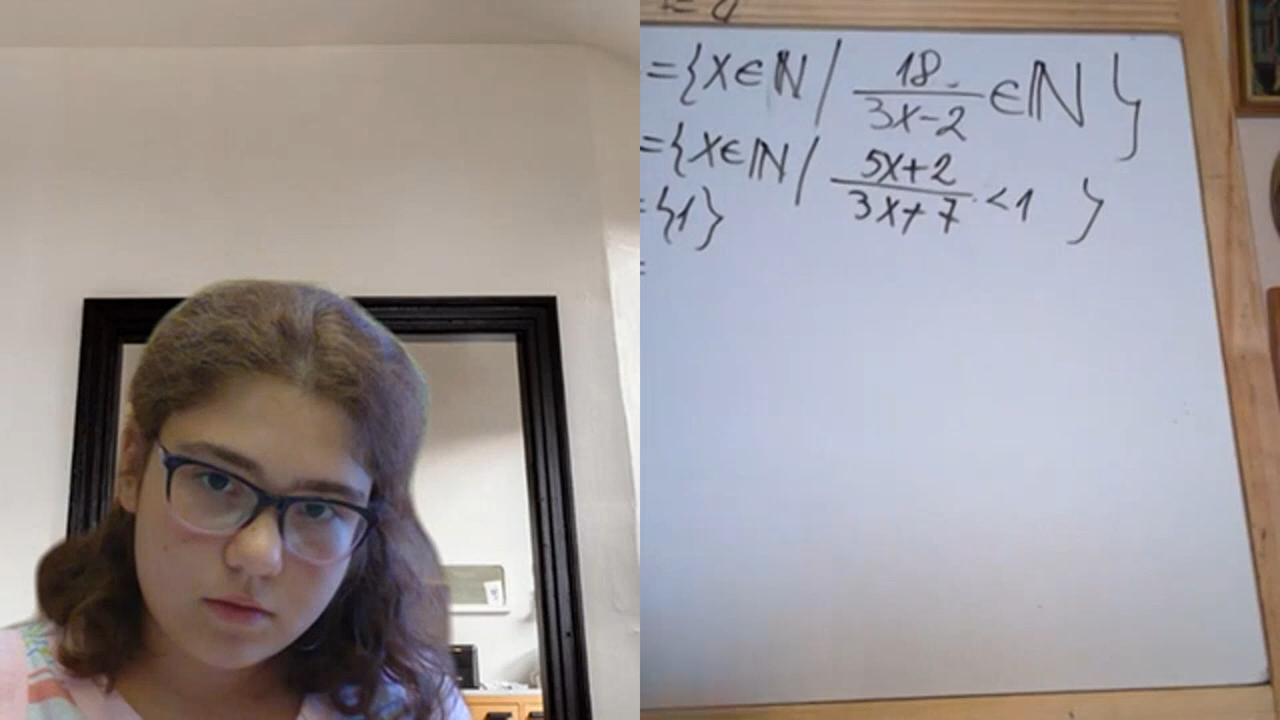 ={x∈ℕ / 18/(3x-2) ∈ℕ }
={x∈ℕ / (5x+2)/(3x+7) <1 }
={1}
=